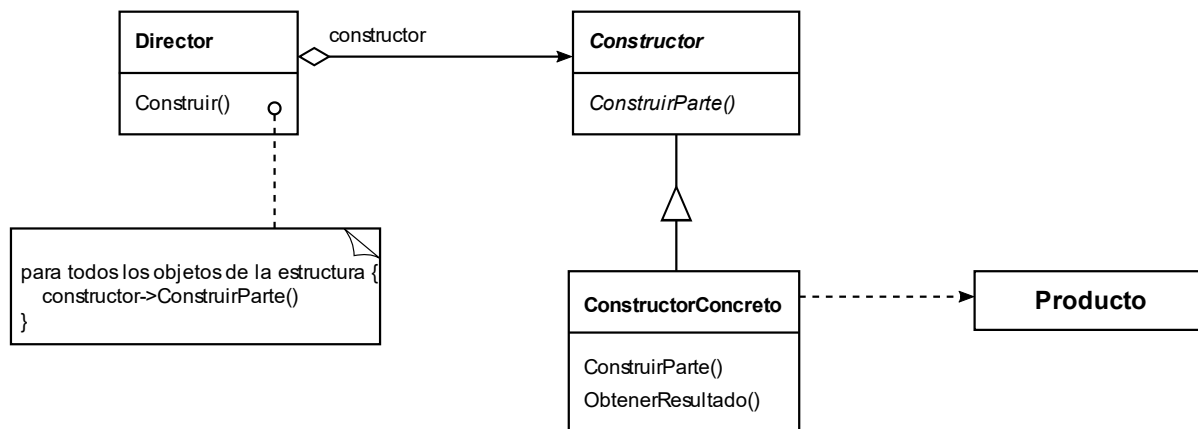 Director
constructor
Constructor
Construir()
ConstruirParte()
para todos los objetos de la estructura {
constructor->ConstruirParte()
}
ConstructorConcreto
Producto
ConstruirParte()
ObtenerResultado()